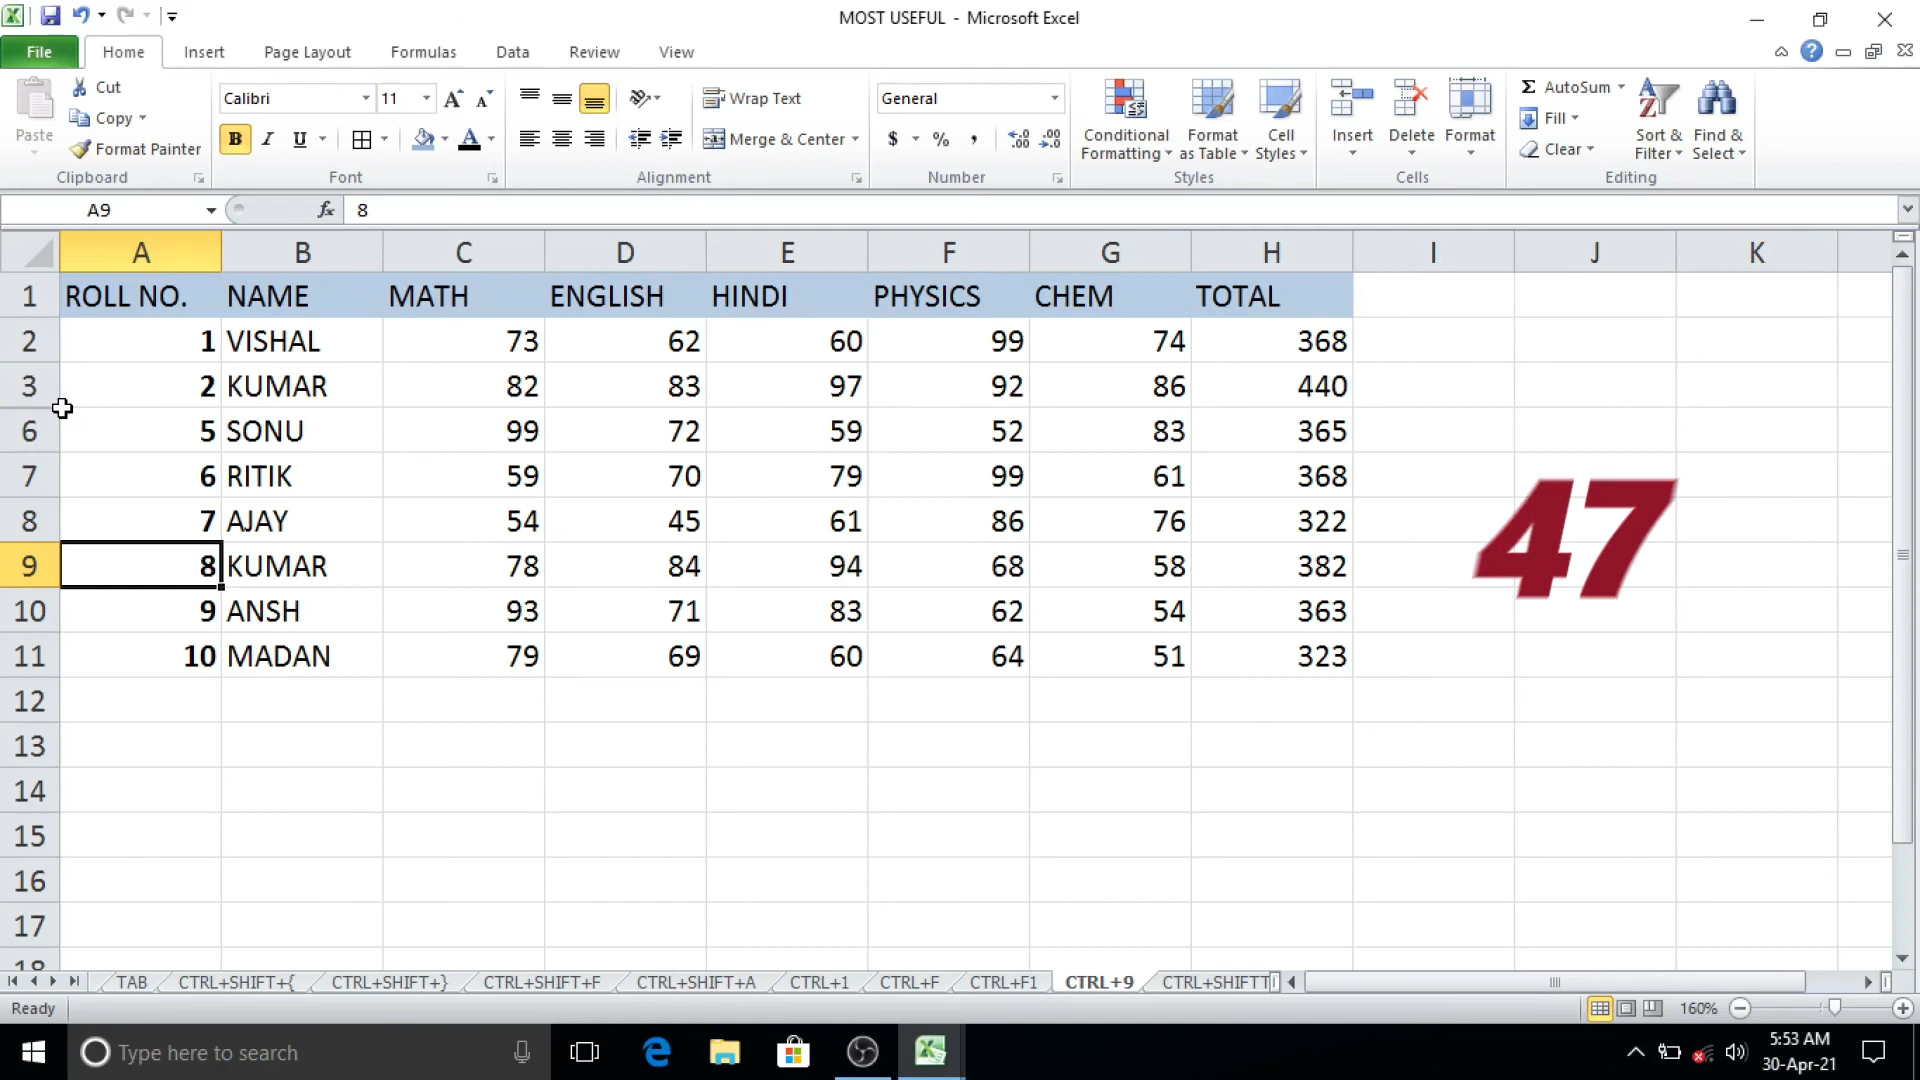 MOST USEFUL - Microsoft Excel
File Home Insert Page Layout Formulas Data Review View
Paste Cut Copy Format Painter Clipboard
Calibri 11 A A B I U A Font
Wrap Text Merge & Center Alignment
General $ % , .0 .00 .00 .0 Number
Conditional Formatting Format as Table Cell Styles Styles
Insert Delete Format Cells
Σ AutoSum Fill Clear Sort & Filter Find & Select Editing
A9 fx 8
A B C D E F G H I J K
1 ROLL NO. NAME MATH ENGLISH HINDI PHYSICS CHEM TOTAL
2 1 VISHAL 73 62 60 99 74 368
3 2 KUMAR 82 83 97 92 86 440
6 5 SONU 99 72 59 52 83 365
7 6 RITIK 59 70 79 99 61 368
8 7 AJAY 54 45 61 86 76 322
9 8 KUMAR 78 84 94 68 58 382
10 9 ANSH 93 71 83 62 54 363
11 10 MADAN 79 69 60 64 51 323
47
12
13
14
15
16
17
18
TAB CTRL+SHIFT+{ CTRL+SHIFT+} CTRL+SHIFT+F CTRL+SHIFT+A CTRL+1 CTRL+F CTRL+F1 CTRL+9 CTRL+SHIFTT
Ready 160%
Type here to search
5:53 AM
30-Apr-21